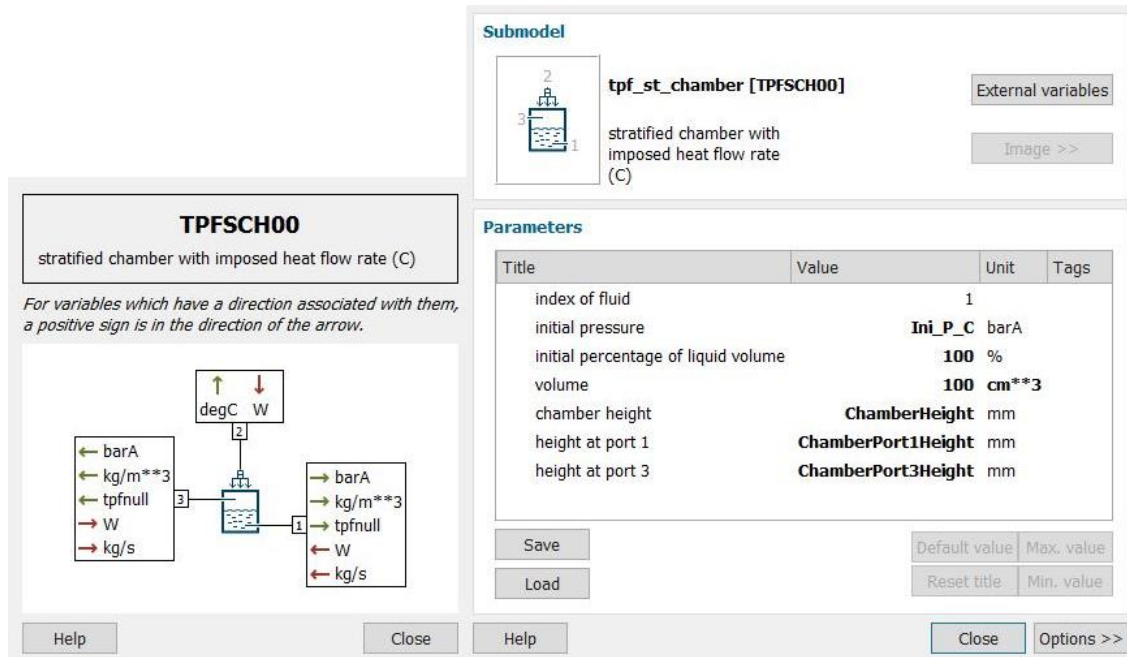 TPFSCH00
stratified chamber with imposed heat flow rate (C)
For variables which have a direction associated with them,
a positive sign is in the direction of the arrow.
degC W
2
barA
kg/m**3
tpfnull
W
kg/s
3
1
barA
kg/m**3
tpfnull
W
kg/s
Help
Close
Submodel
2
3
1
tpf_st_chamber [TPFSCH00]
stratified chamber with
imposed heat flow rate
(C)
External variables
Image >>
Parameters
Title Value Unit Tags
index of fluid 1
initial pressure Ini_P_C barA
initial percentage of liquid volume 100 %
volume 100 cm**3
chamber height ChamberHeight mm
height at port 1 ChamberPort1Height mm
height at port 3 ChamberPort3Height mm
Save
Load
Default value Max. value
Reset title Min. value
Help
Close
Options >>